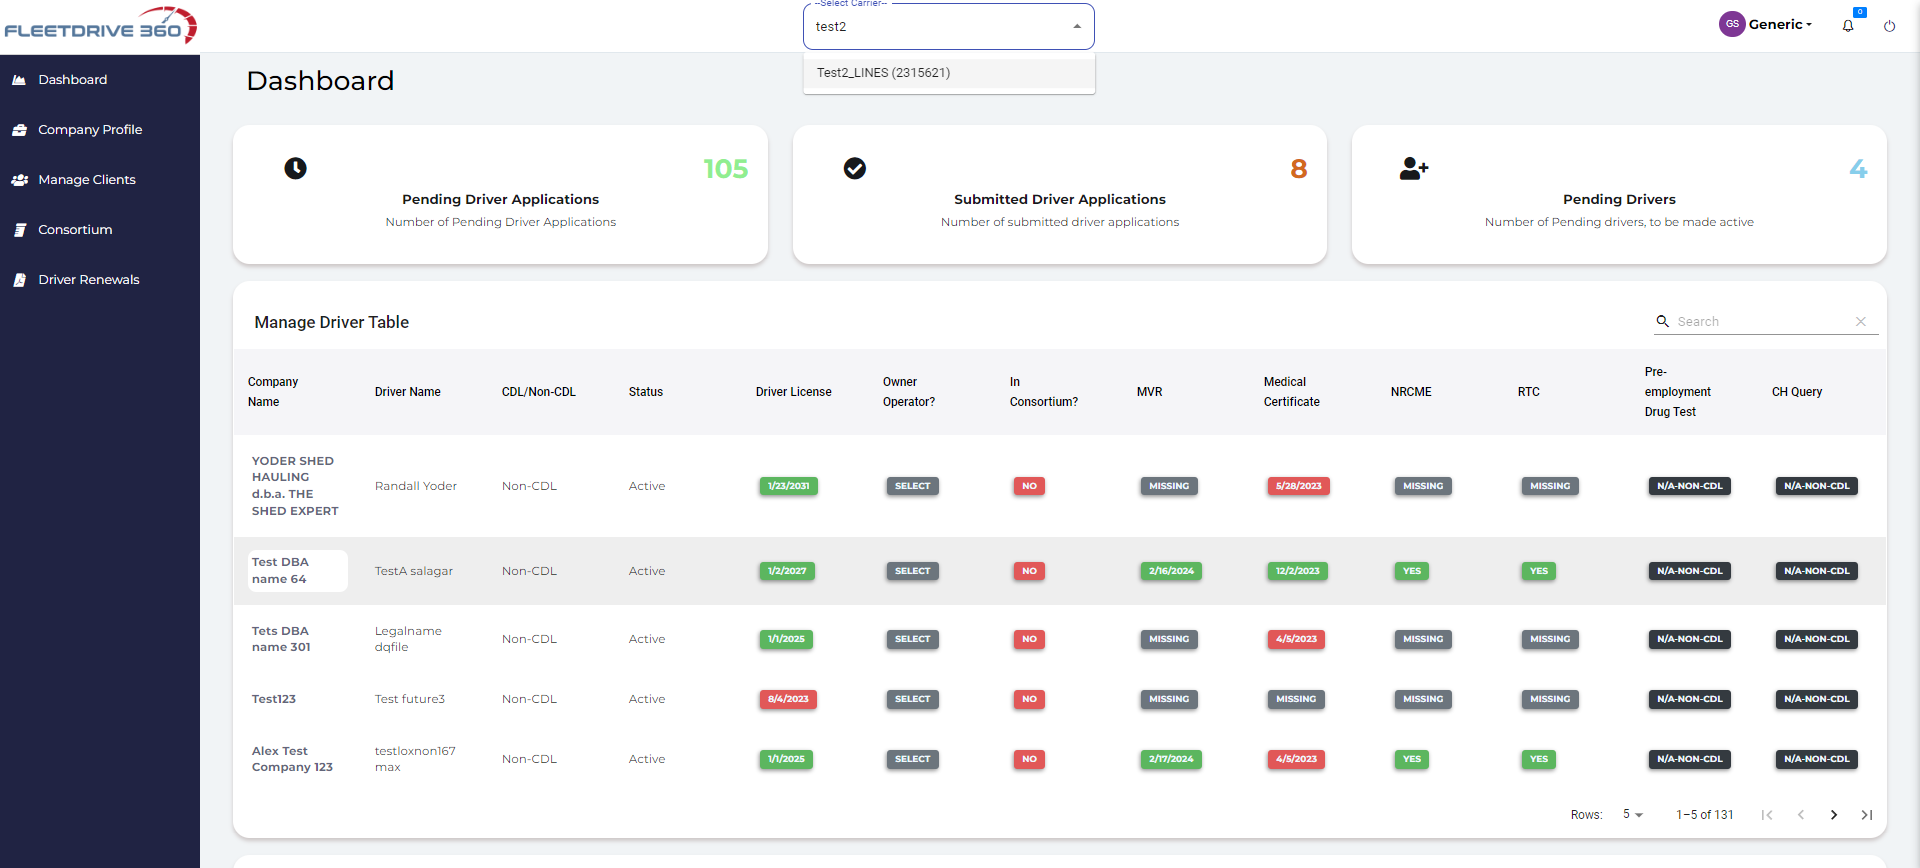 FLEETDRIVE 360
--Select Carrier--
test2
Test2_LINES (2315621)
GS Generic
0
Dashboard
Company Profile
Manage Clients
Consortium
Driver Renewals
Dashboard
105
Pending Driver Applications
Number of Pending Driver Applications
8
Submitted Driver Applications
Number of submitted driver applications
4
Pending Drivers
Number of Pending drivers, to be made active
Manage Driver Table
Search
Company Name Driver Name CDL/Non-CDL Status Driver License Owner Operator? In Consortium? MVR Medical Certificate NRCME RTC Pre-employment Drug Test CH Query
YODER SHED HAULING d.b.a. THE SHED EXPERT Randall Yoder Non-CDL Active 1/23/2031 SELECT NO MISSING 5/28/2023 MISSING MISSING N/A-NON-CDL N/A-NON-CDL
Test DBA name 64 TestA salagar Non-CDL Active 1/2/2027 SELECT NO 2/16/2024 12/2/2023 YES YES N/A-NON-CDL N/A-NON-CDL
Tets DBA name 301 Legalname dqfile Non-CDL Active 1/1/2025 SELECT NO MISSING 4/5/2023 MISSING MISSING N/A-NON-CDL N/A-NON-CDL
Test123 Test future3 Non-CDL Active 8/4/2023 SELECT NO MISSING MISSING MISSING MISSING N/A-NON-CDL N/A-NON-CDL
Alex Test Company 123 testloxnon167 max Non-CDL Active 1/1/2025 SELECT NO 2/17/2024 4/5/2023 YES YES N/A-NON-CDL N/A-NON-CDL
Rows: 5 1–5 of 131